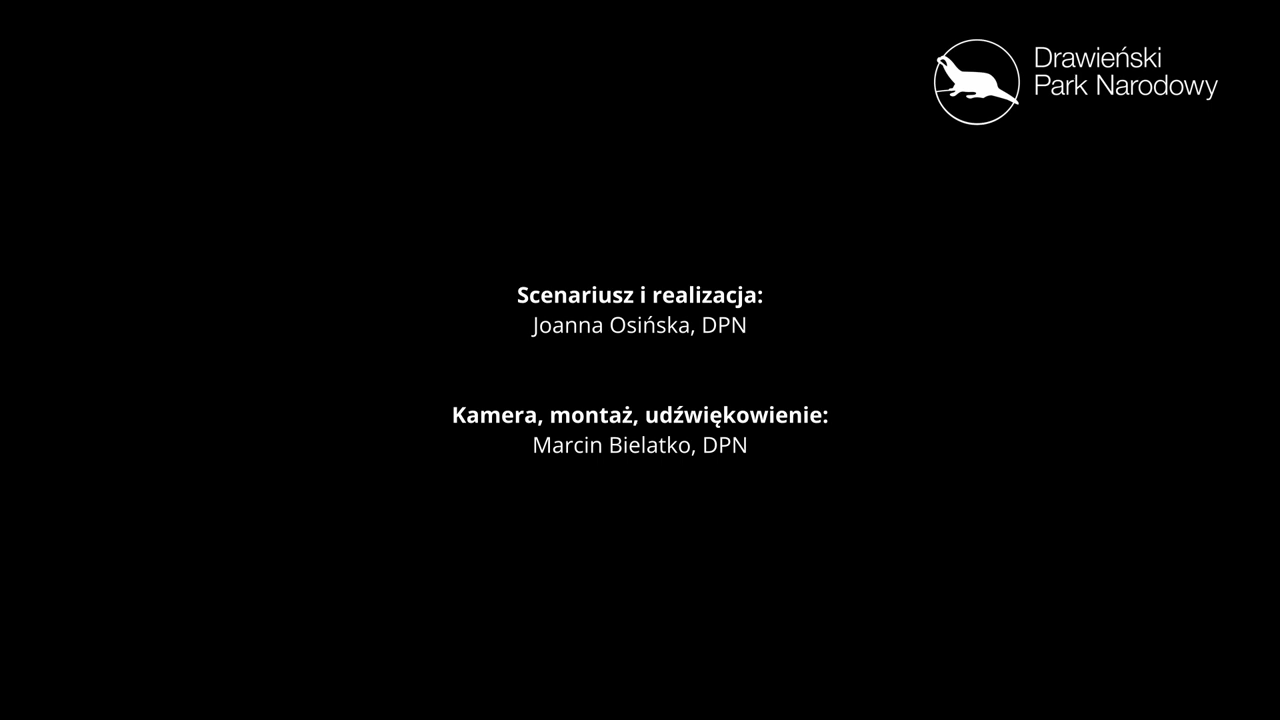 Drawieński
Park Narodowy
Scenariusz i realizacja:
Joanna Osińska, DPN
Kamera, montaż, udźwiękowienie:
Marcin Bielatko, DPN